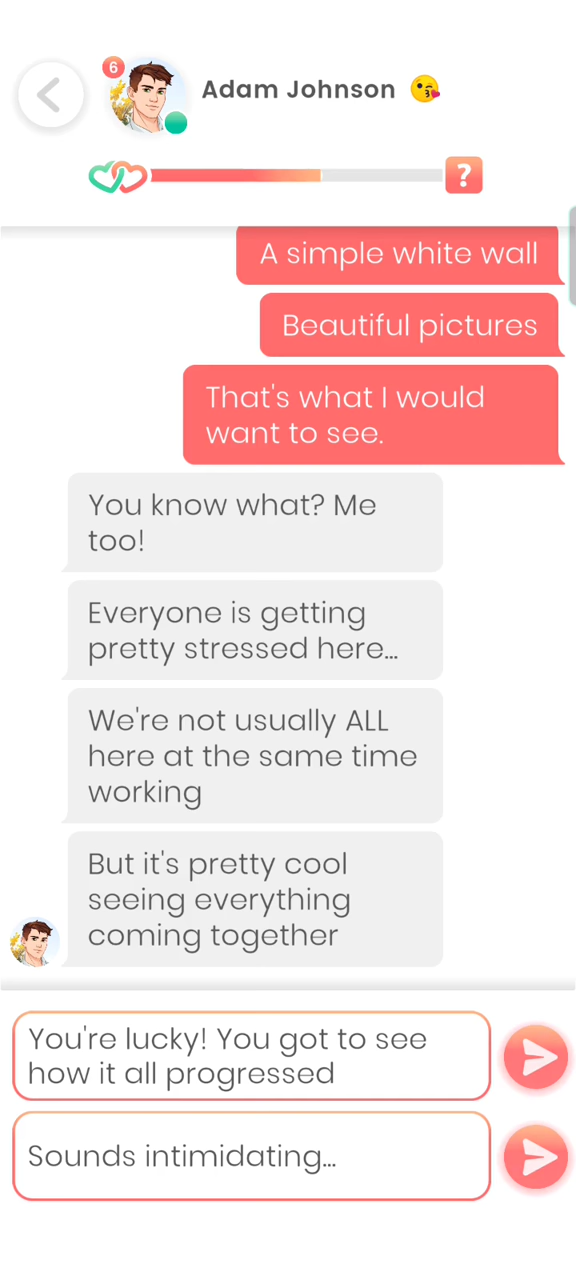 6
Adam Johnson 😘
?
A simple white wall
Beautiful pictures
That's what I would
want to see.
You know what? Me
too!
Everyone is getting
pretty stressed here...
We're not usually ALL
here at the same time
working
But it's pretty cool
seeing everything
coming together
You're lucky! You got to see
how it all progressed
Sounds intimidating...